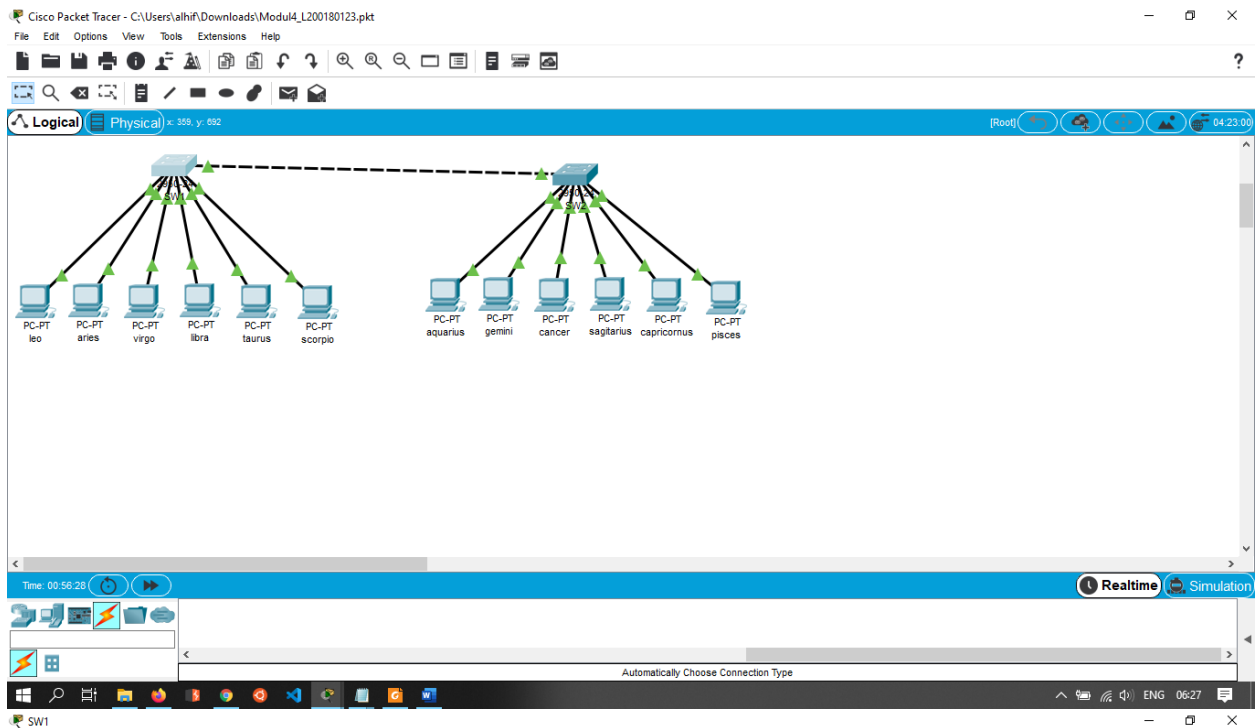 Cisco Packet Tracer - C:\Users\alhif\Downloads\Modul4_L200180123.pkt
File Edit Options View Tools Extensions Help
?
Logical Physical x: 359, y: 692 [Root] 04:23:00
SW1
SW2
PC-PT PC-PT PC-PT PC-PT PC-PT PC-PT PC-PT PC-PT PC-PT PC-PT PC-PT PC-PT
leo aries virgo libra taurus scorpio aquarius gemini cancer sagitarius capricornus pisces
Time: 00:56:28 Realtime Simulation
Automatically Choose Connection Type
ENG 06:27
SW1